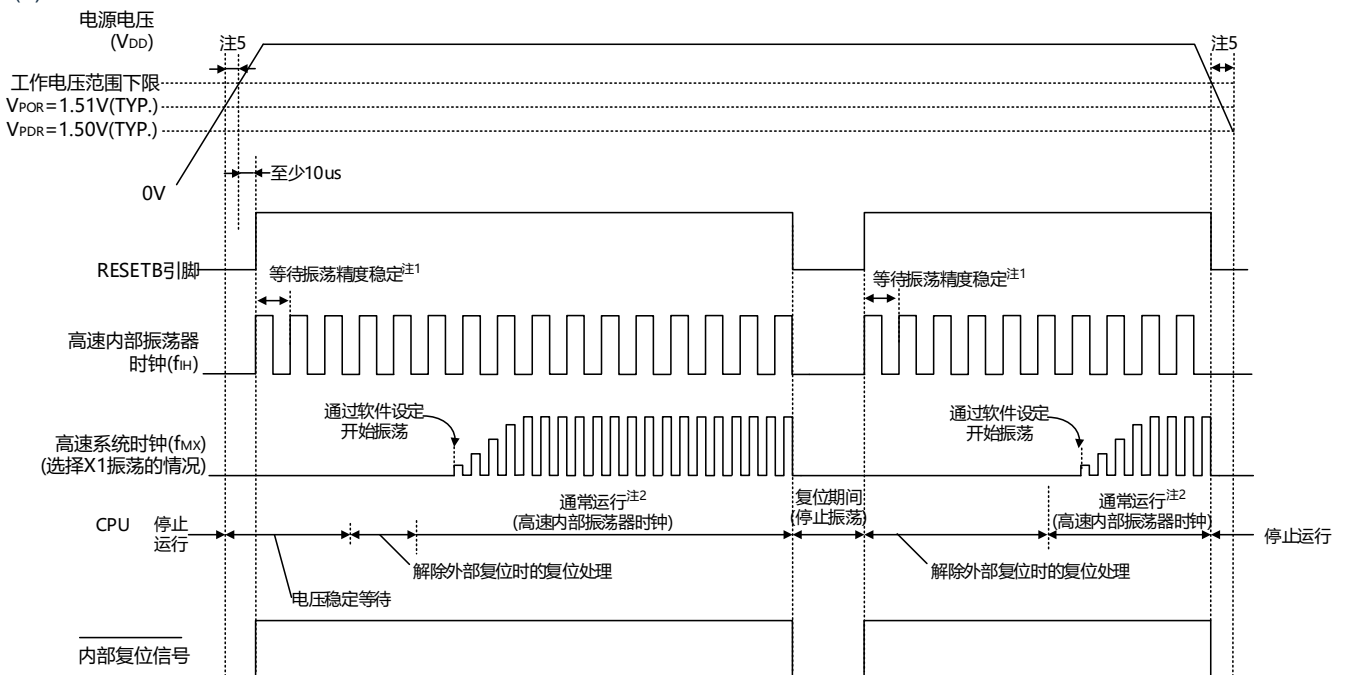 电源电压
(VDD)
注5
注5
工作电压范围下限
VPOR=1.51V(TYP.)
VPDR=1.50V(TYP.)
0V
至少10us
RESETB引脚
等待振荡精度稳定注1
等待振荡精度稳定注1
高速内部振荡器
时钟(fIH)
通过软件设定
开始振荡
通过软件设定
开始振荡
高速系统时钟(fMX)
(选择X1振荡的情况)
CPU
停止
运行
通常运行注2
(高速内部振荡器时钟)
复位期间
(停止振荡)
通常运行注2
(高速内部振荡器时钟)
停止运行
解除外部复位时的复位处理
解除外部复位时的复位处理
电压稳定等待
内部复位信号